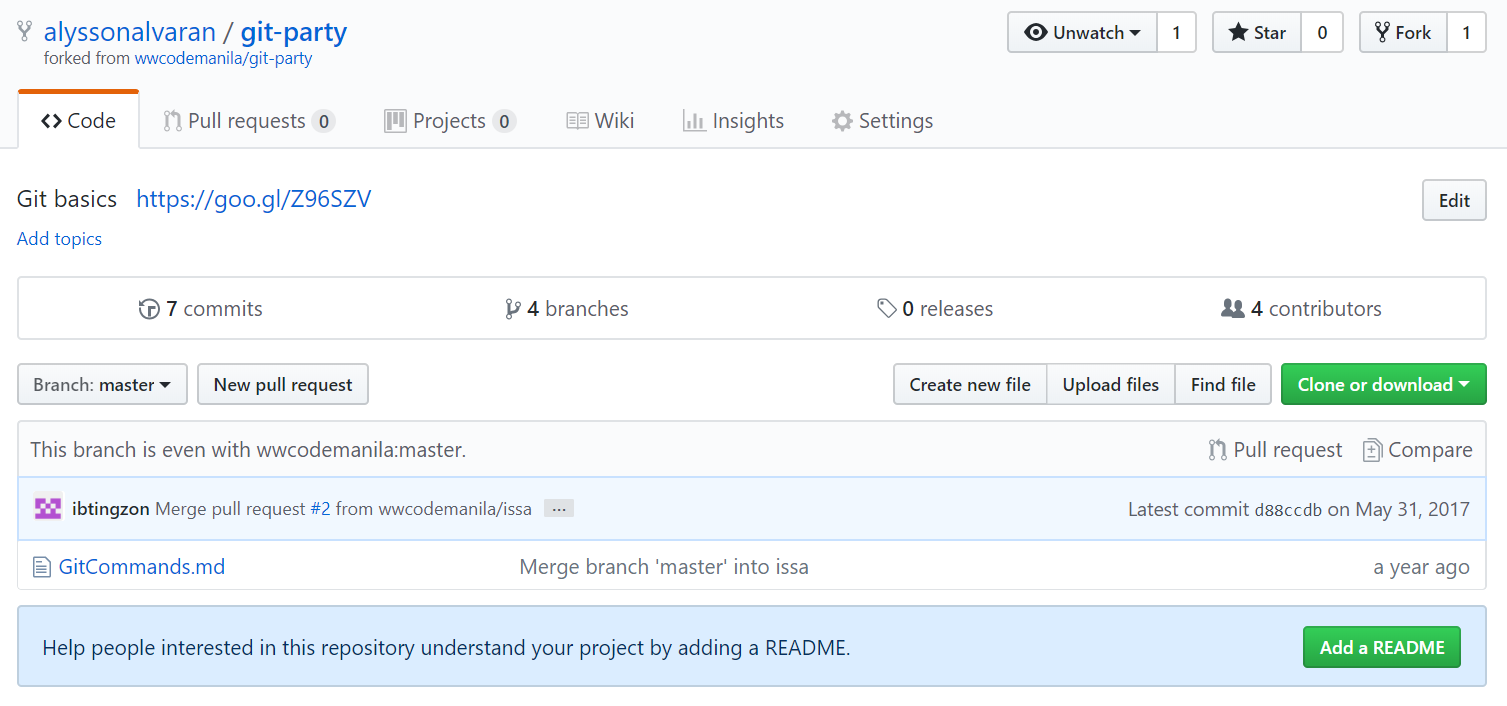 alyssonalvaran / git-party
Unwatch 1 Star 0 Fork 1
forked from wwcodemanila/git-party
Code Pull requests 0 Projects 0 Wiki Insights Settings
Git basics https://goo.gl/Z96SZV Edit
Add topics
7 commits 4 branches 0 releases 4 contributors
Branch: master New pull request Create new file Upload files Find file Clone or download
This branch is even with wwcodemanila:master. Pull request Compare
ibtingzon Merge pull request #2 from wwcodemanila/issa ... Latest commit d88ccdb on May 31, 2017
GitCommands.md Merge branch 'master' into issa a year ago
Help people interested in this repository understand your project by adding a README. Add a README